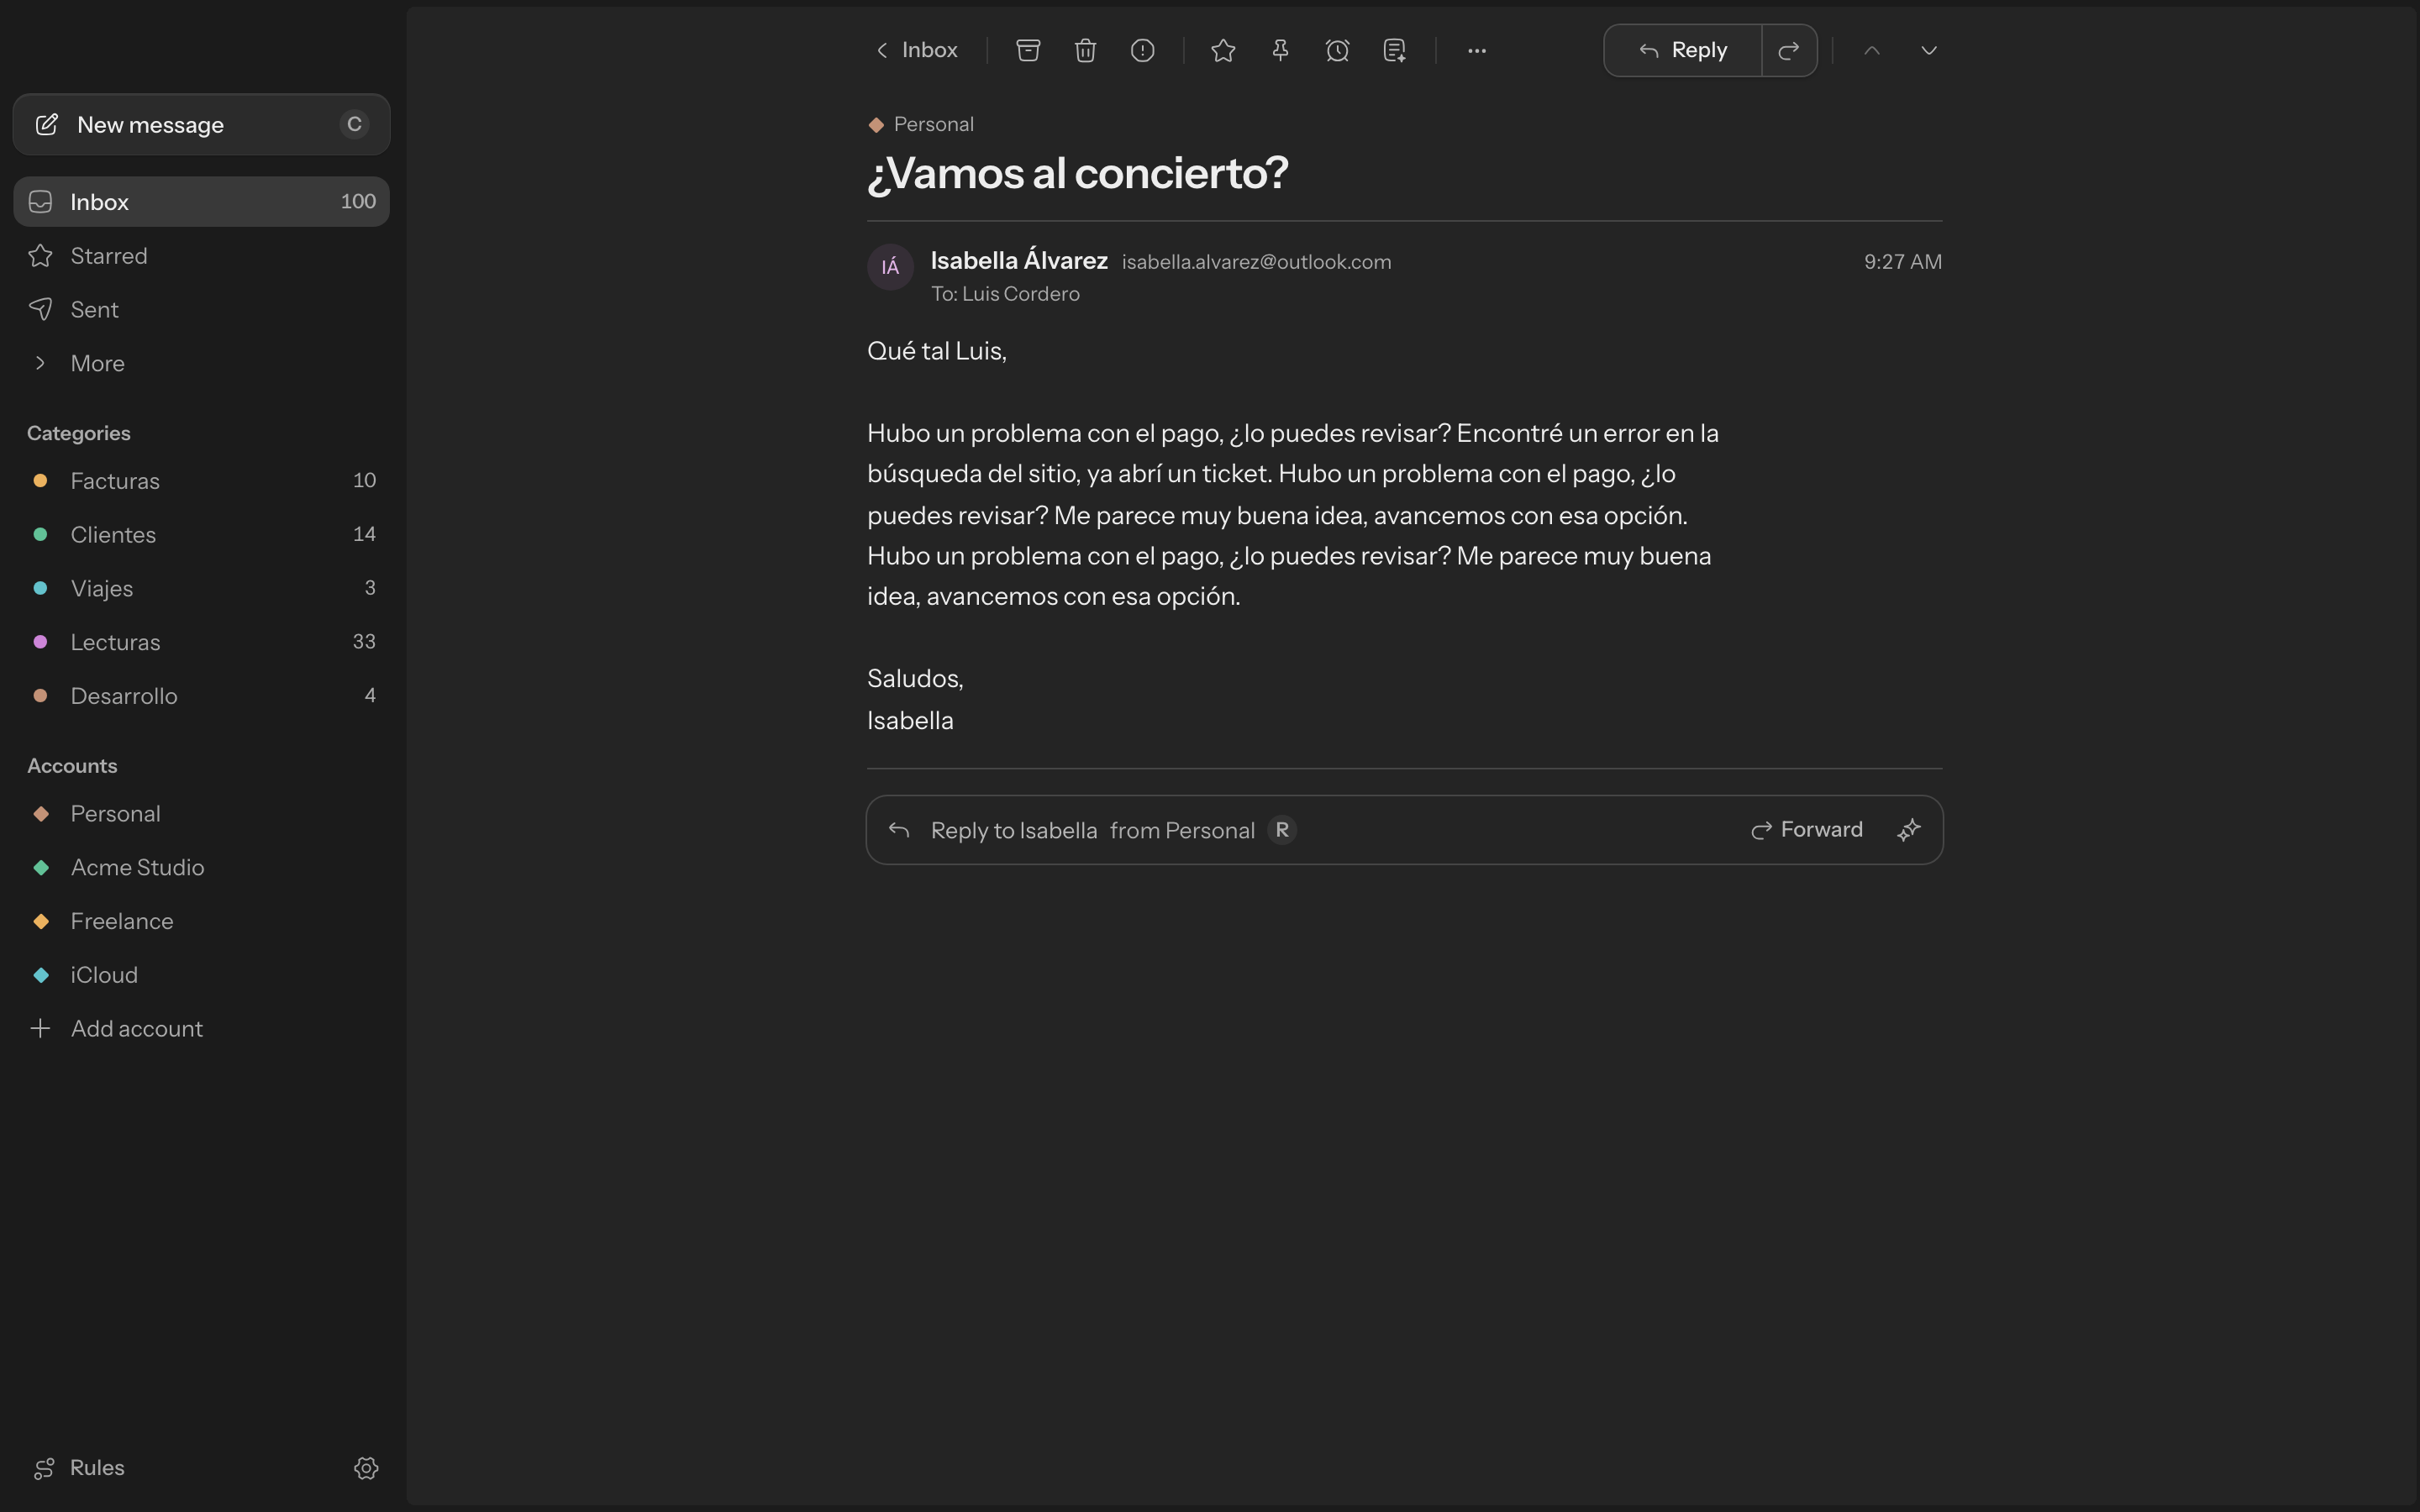 Inbox
Reply
New message C
Inbox 100
Starred
Sent
More
Categories
Facturas 10
Clientes 14
Viajes 3
Lecturas 33
Desarrollo 4
Accounts
Personal
Acme Studio
Freelance
iCloud
Add account
Rules
Personal
¿Vamos al concierto?
IÁ
Isabella Álvarez isabella.alvarez@outlook.com 9:27 AM
To: Luis Cordero
Qué tal Luis,
Hubo un problema con el pago, ¿lo puedes revisar? Encontré un error en la
búsqueda del sitio, ya abrí un ticket. Hubo un problema con el pago, ¿lo
puedes revisar? Me parece muy buena idea, avancemos con esa opción.
Hubo un problema con el pago, ¿lo puedes revisar? Me parece muy buena
idea, avancemos con esa opción.
Saludos,
Isabella
Reply to Isabella from Personal R Forward